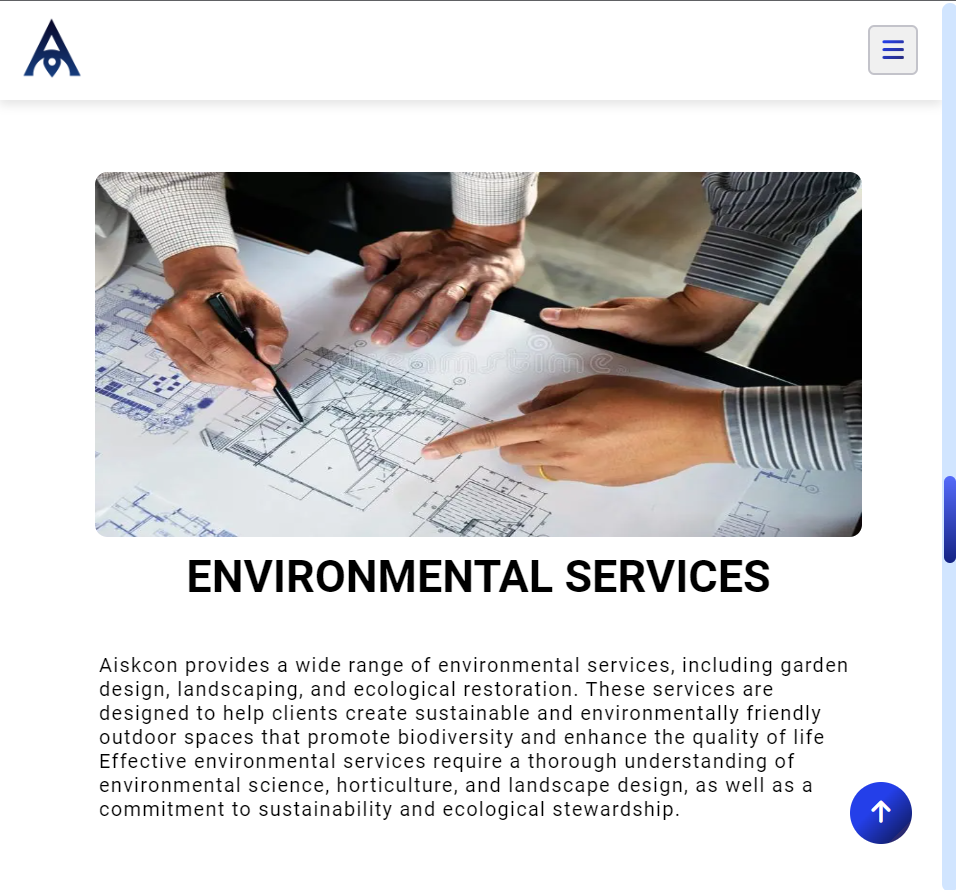 ENVIRONMENTAL SERVICES
Aiskcon provides a wide range of environmental services, including garden
design, landscaping, and ecological restoration. These services are
designed to help clients create sustainable and environmentally friendly
outdoor spaces that promote biodiversity and enhance the quality of life
Effective environmental services require a thorough understanding of
environmental science, horticulture, and landscape design, as well as a
commitment to sustainability and ecological stewardship.